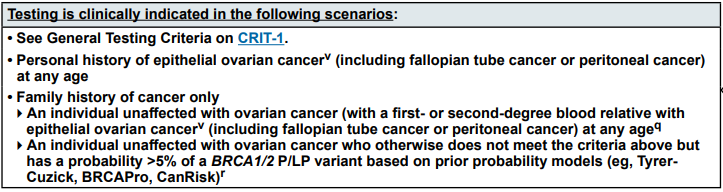 Testing is clinically indicated in the following scenarios:
• See General Testing Criteria on CRIT-1.
• Personal history of epithelial ovarian cancerᵛ (including fallopian tube cancer or peritoneal cancer)
at any age
• Family history of cancer only
▸ An individual unaffected with ovarian cancer (with a first- or second-degree blood relative with
epithelial ovarian cancerᵛ (including fallopian tube cancer or peritoneal cancer) at any age^q
▸ An individual unaffected with ovarian cancer who otherwise does not meet the criteria above but
has a probability >5% of a BRCA1/2 P/LP variant based on prior probability models (eg, Tyrer-
Cuzick, BRCAPro, CanRisk)ʳ